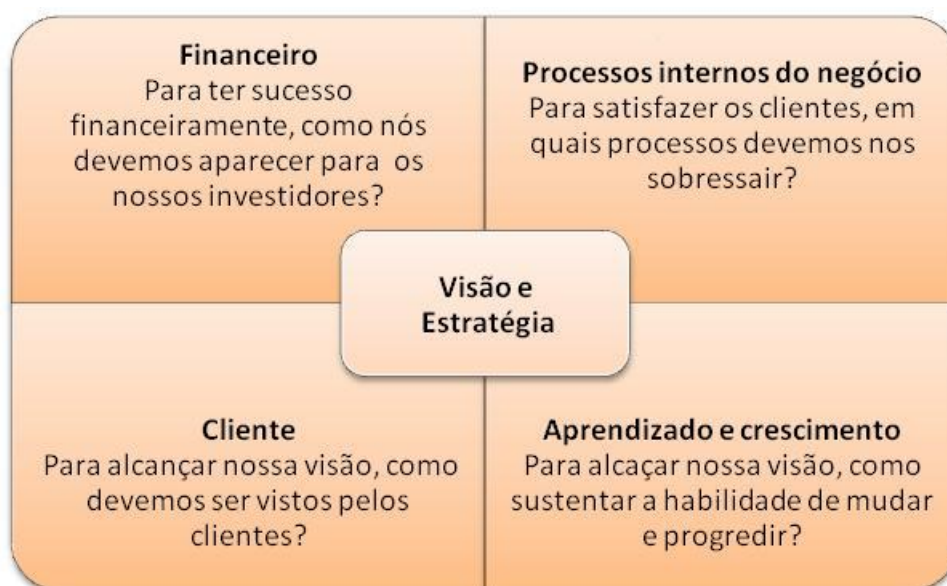 Financeiro
Para ter sucesso
financeiramente, como nós
devemos aparecer para os
nossos investidores?
Processos internos do negócio
Para satisfazer os clientes, em
quais processos devemos nos
sobressair?
Visão e
Estratégia
Cliente
Para alcançar nossa visão, como
devemos ser vistos pelos
clientes?
Aprendizado e crescimento
Para alcaçar nossa visão, como
sustentar a habilidade de mudar
e progredir?